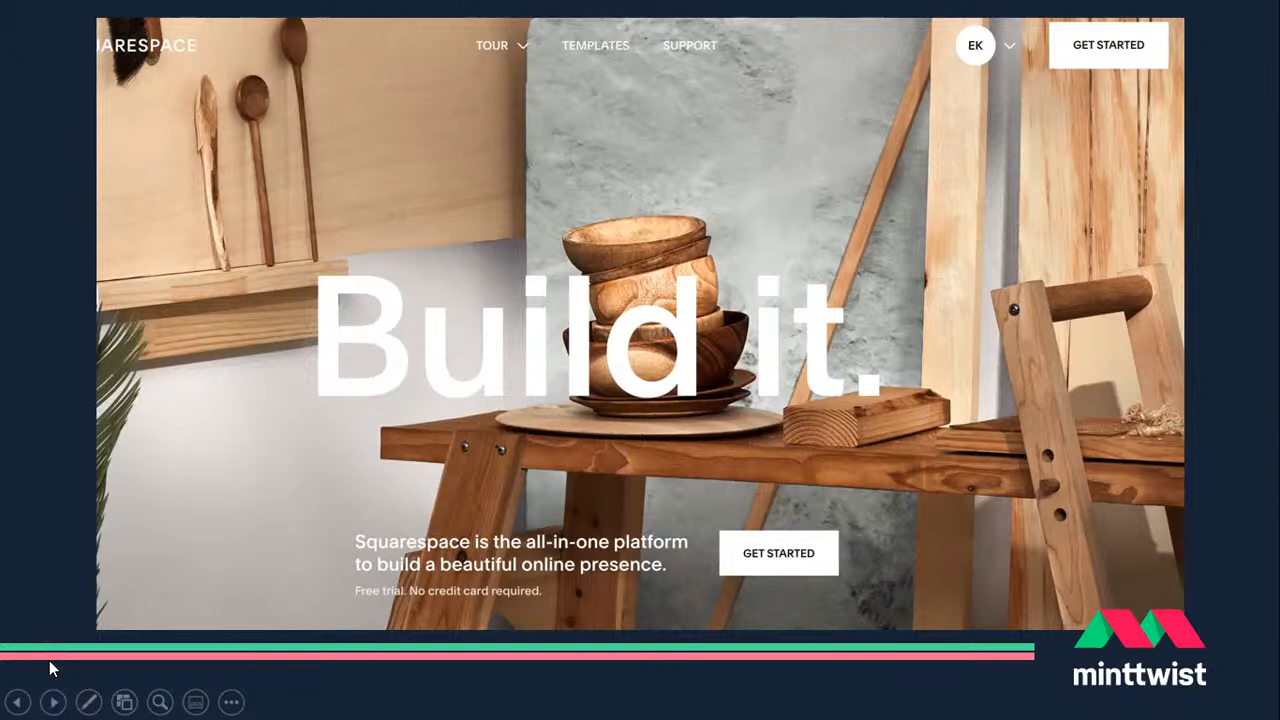 UARESPACE
TOUR
TEMPLATES
SUPPORT
EK
GET STARTED
Build it.
Squarespace is the all-in-one platform
to build a beautiful online presence.
GET STARTED
Free trial. No credit card required.
minttwist